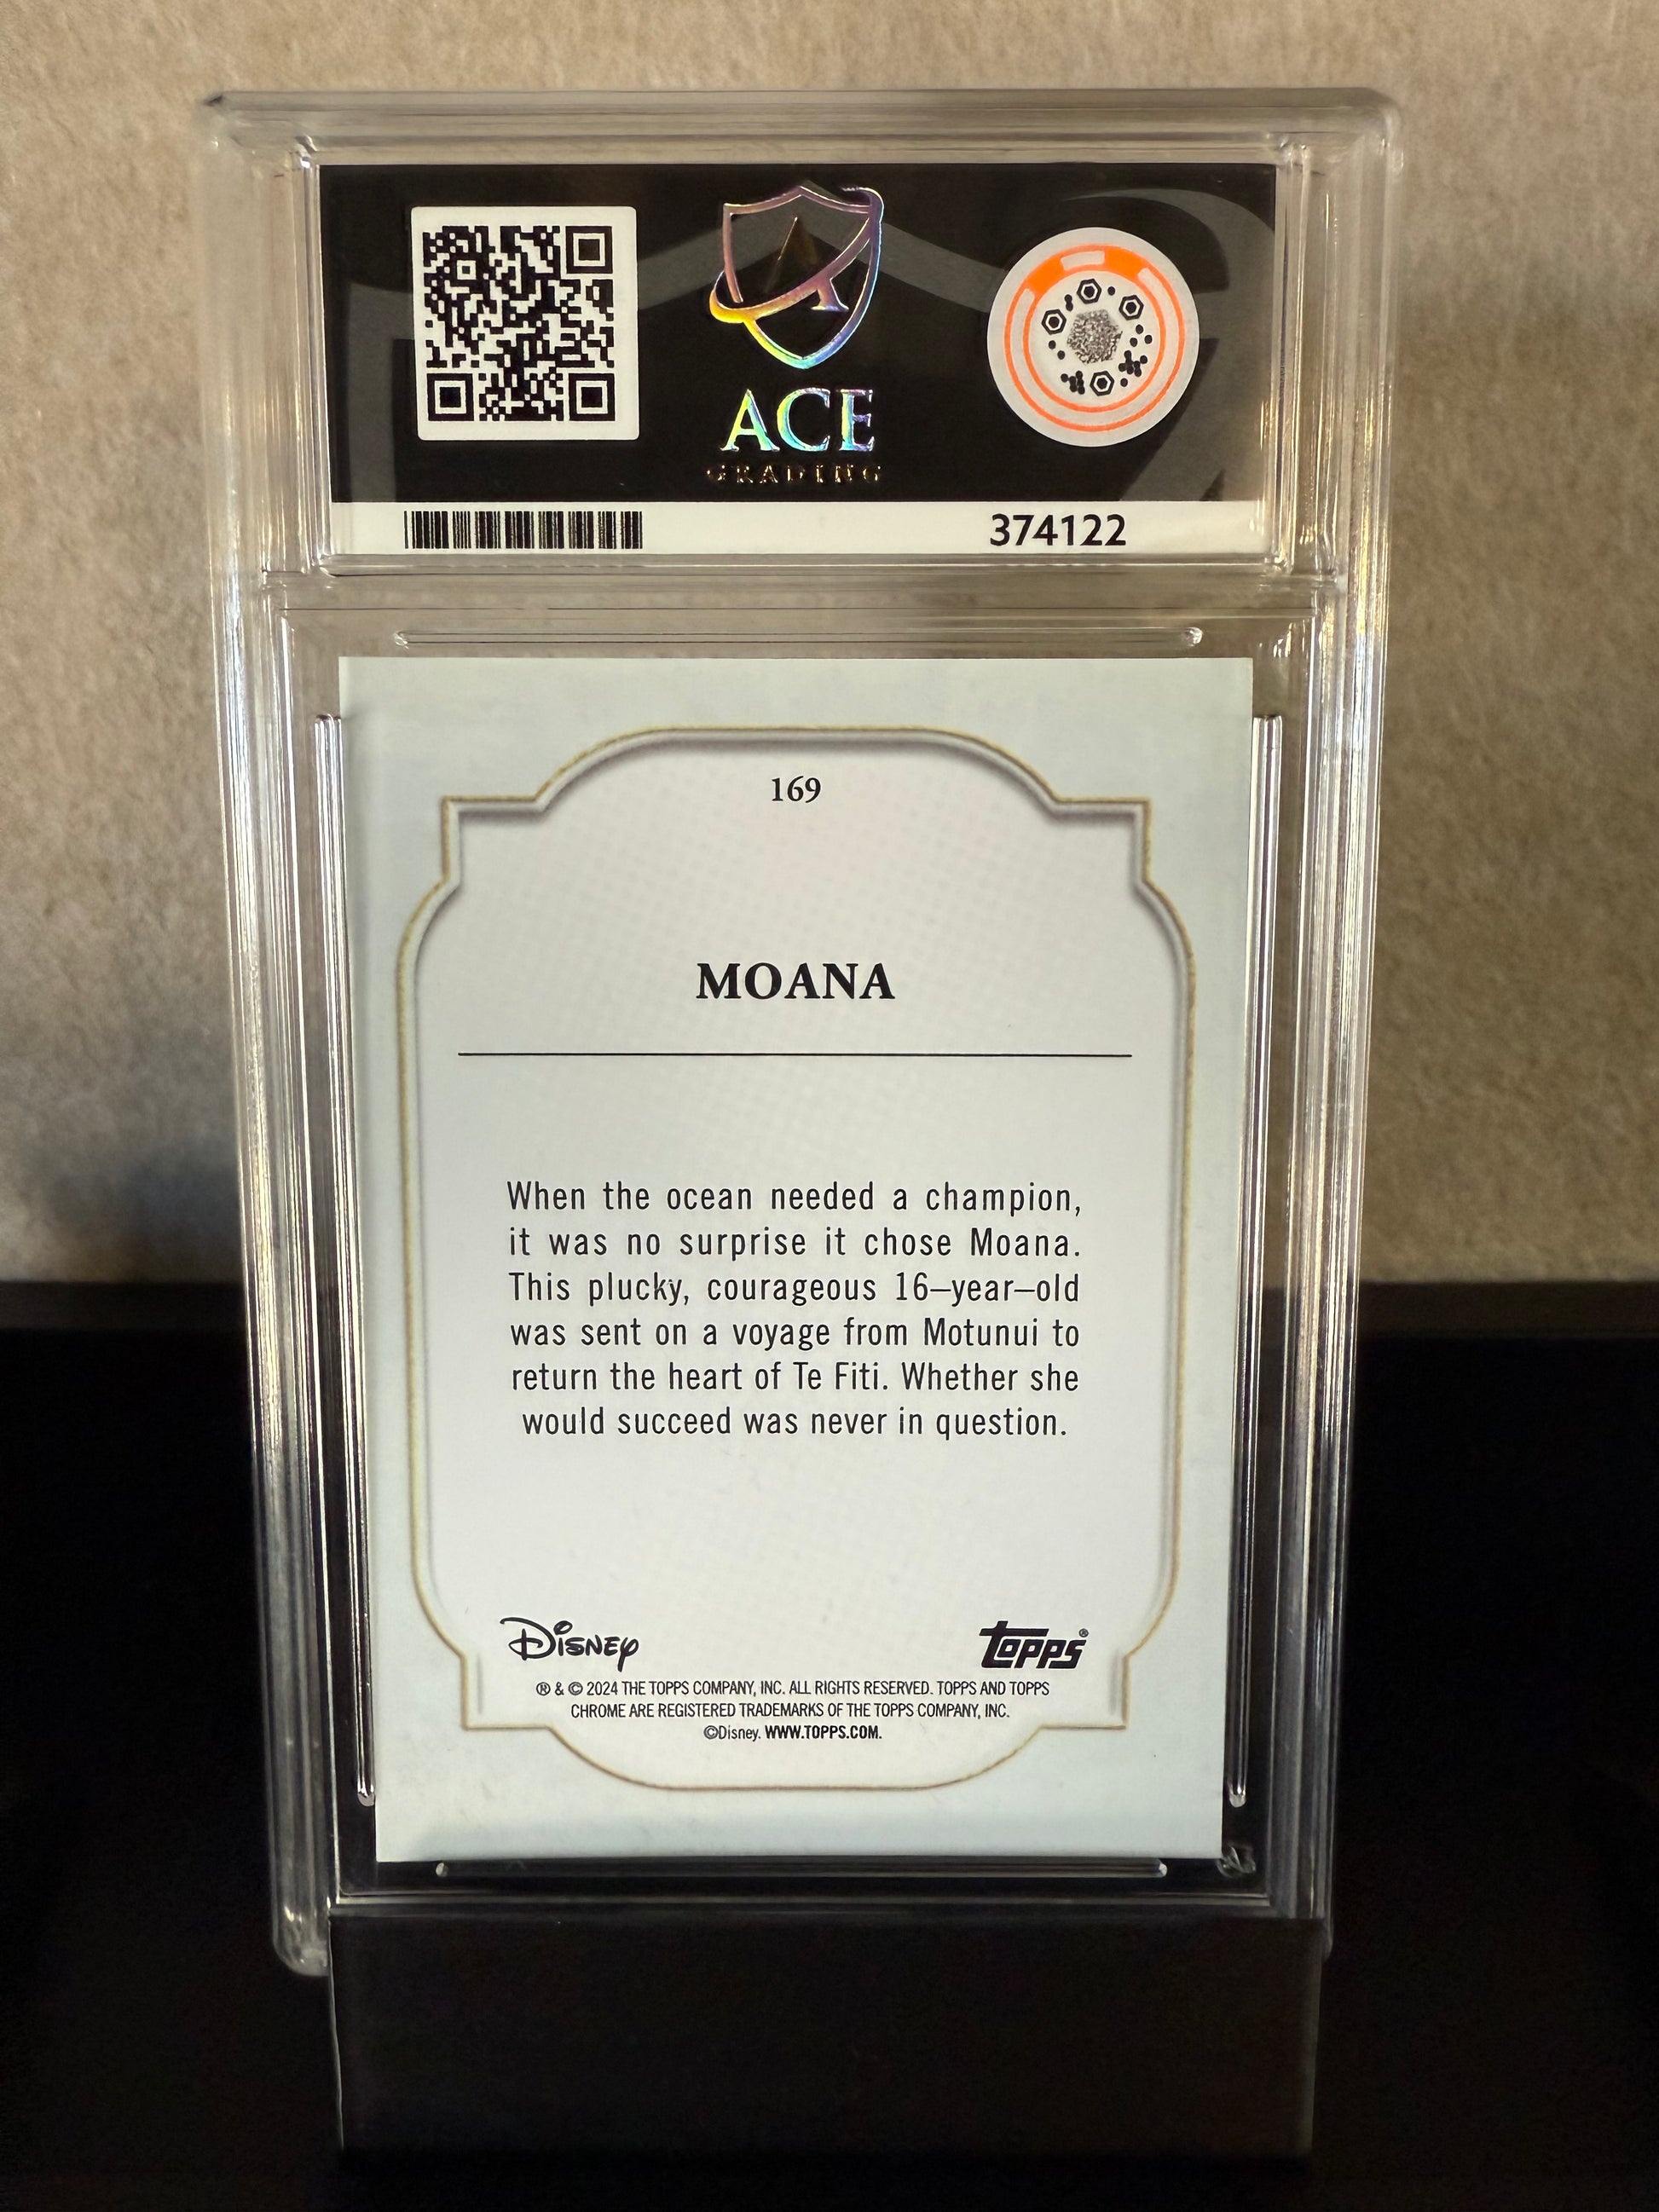 ACE
GRADING
374122
169
MOANA
When the ocean needed a champion,
it was no surprise it chose Moana.
This plucky, courageous 16–year–old
was sent on a voyage from Motunui to
return the heart of Te Fiti. Whether she
would succeed was never in question.
Disney
topps®
® & © 2024 THE TOPPS COMPANY, INC. ALL RIGHTS RESERVED. TOPPS AND TOPPS
CHROME ARE REGISTERED TRADEMARKS OF THE TOPPS COMPANY, INC.
©Disney. WWW.TOPPS.COM.